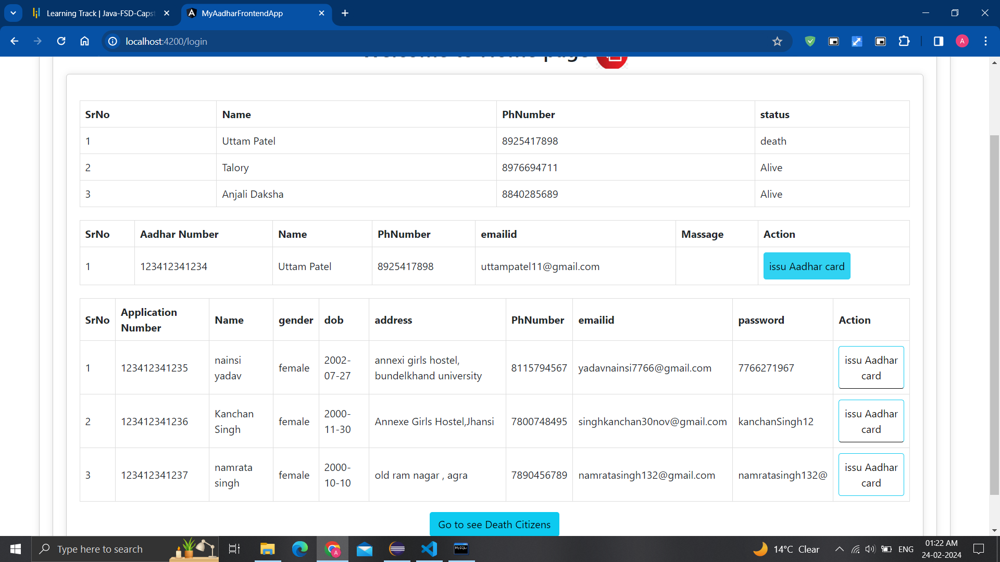 Learning Track | Java-FSD-Capst
MyAadharFrontendApp
localhost:4200/login
A
Welcome to Home page
SrNo Name PhNumber status
1 Uttam Patel 8925417898 death
2 Talory 8976694711 Alive
3 Anjali Daksha 8840285689 Alive
SrNo Aadhar Number Name PhNumber emailid Massage Action
1 123412341234 Uttam Patel 8925417898 uttampatel11@gmail.com issu Aadhar card
SrNo Application Number Name gender dob address PhNumber emailid password Action
1 123412341235 nainsi yadav female 2002-07-27 annexi girls hostel, bundelkhand university 8115794567 yadavnainsi7766@gmail.com 7766271967 issu Aadhar card
2 123412341236 Kanchan Singh female 2000-11-30 Annexe Girls Hostel,Jhansi 7800748495 singhkanchan30nov@gmail.com kanchanSingh12 issu Aadhar card
3 123412341237 namrata singh female 2000-10-10 old ram nagar , agra 7890456789 namratasingh132@gmail.com namratasingh132@ issu Aadhar card
Go to see Death Citizens
Type here to search
14°C Clear
ENG
01:22 AM
24-02-2024